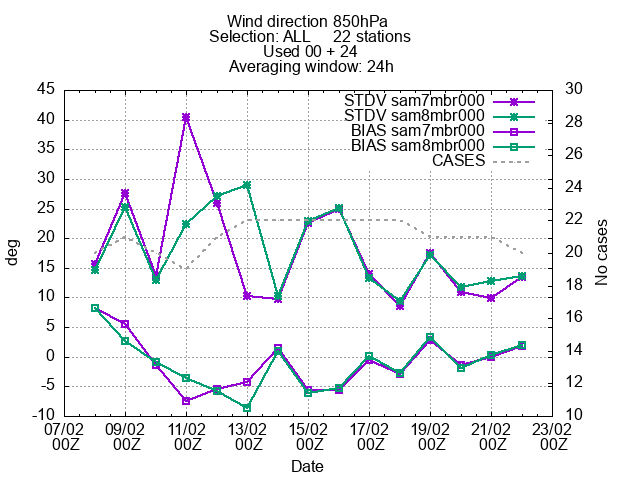 Wind direction 850hPa
Selection: ALL 22 stations
Used 00 + 24
Averaging window: 24h
45
40
35
30
25
20
15
10
5
0
-5
-10
deg
STDV sam7mbr000
STDV sam8mbr000
BIAS sam7mbr000
BIAS sam8mbr000
CASES
30
28
26
24
22
20
18
16
14
12
10
No cases
07/02 09/02 11/02 13/02 15/02 17/02 19/02 21/02 23/02
00Z 00Z 00Z 00Z 00Z 00Z 00Z 00Z 00Z
Date